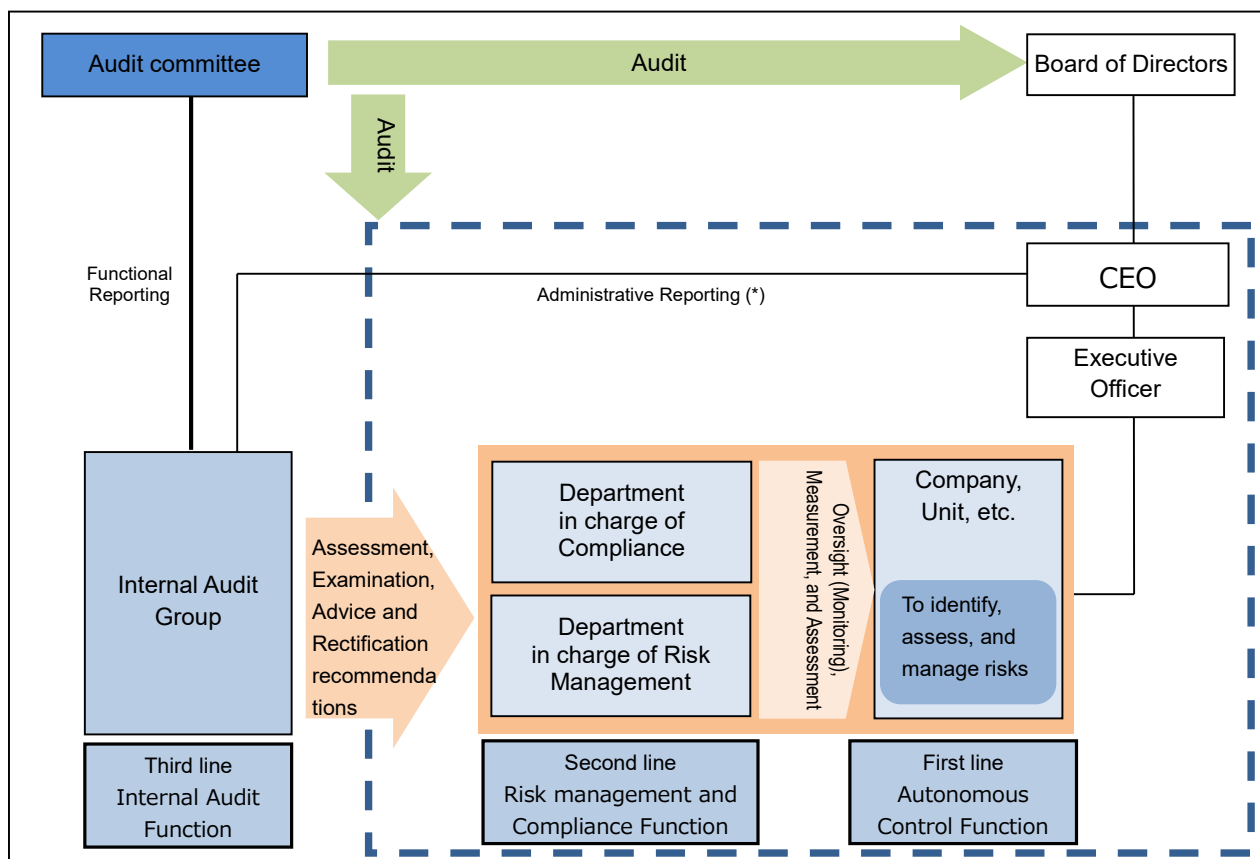 Audit committee
Audit
Board of Directors
Audit
Functional
Reporting
Administrative Reporting (*)
CEO
Executive
Officer
Internal Audit
Group
Assessment,
Examination,
Advice and
Rectification
recommenda
tions
Department
in charge of
Compliance
Department
in charge of Risk
Management
Oversight (Monitoring),
Measurement, and Assessment
Company,
Unit, etc.
To identify,
assess, and
manage risks
Third line
Internal Audit
Function
Second line
Risk management and
Compliance Function
First line
Autonomous
Control Function